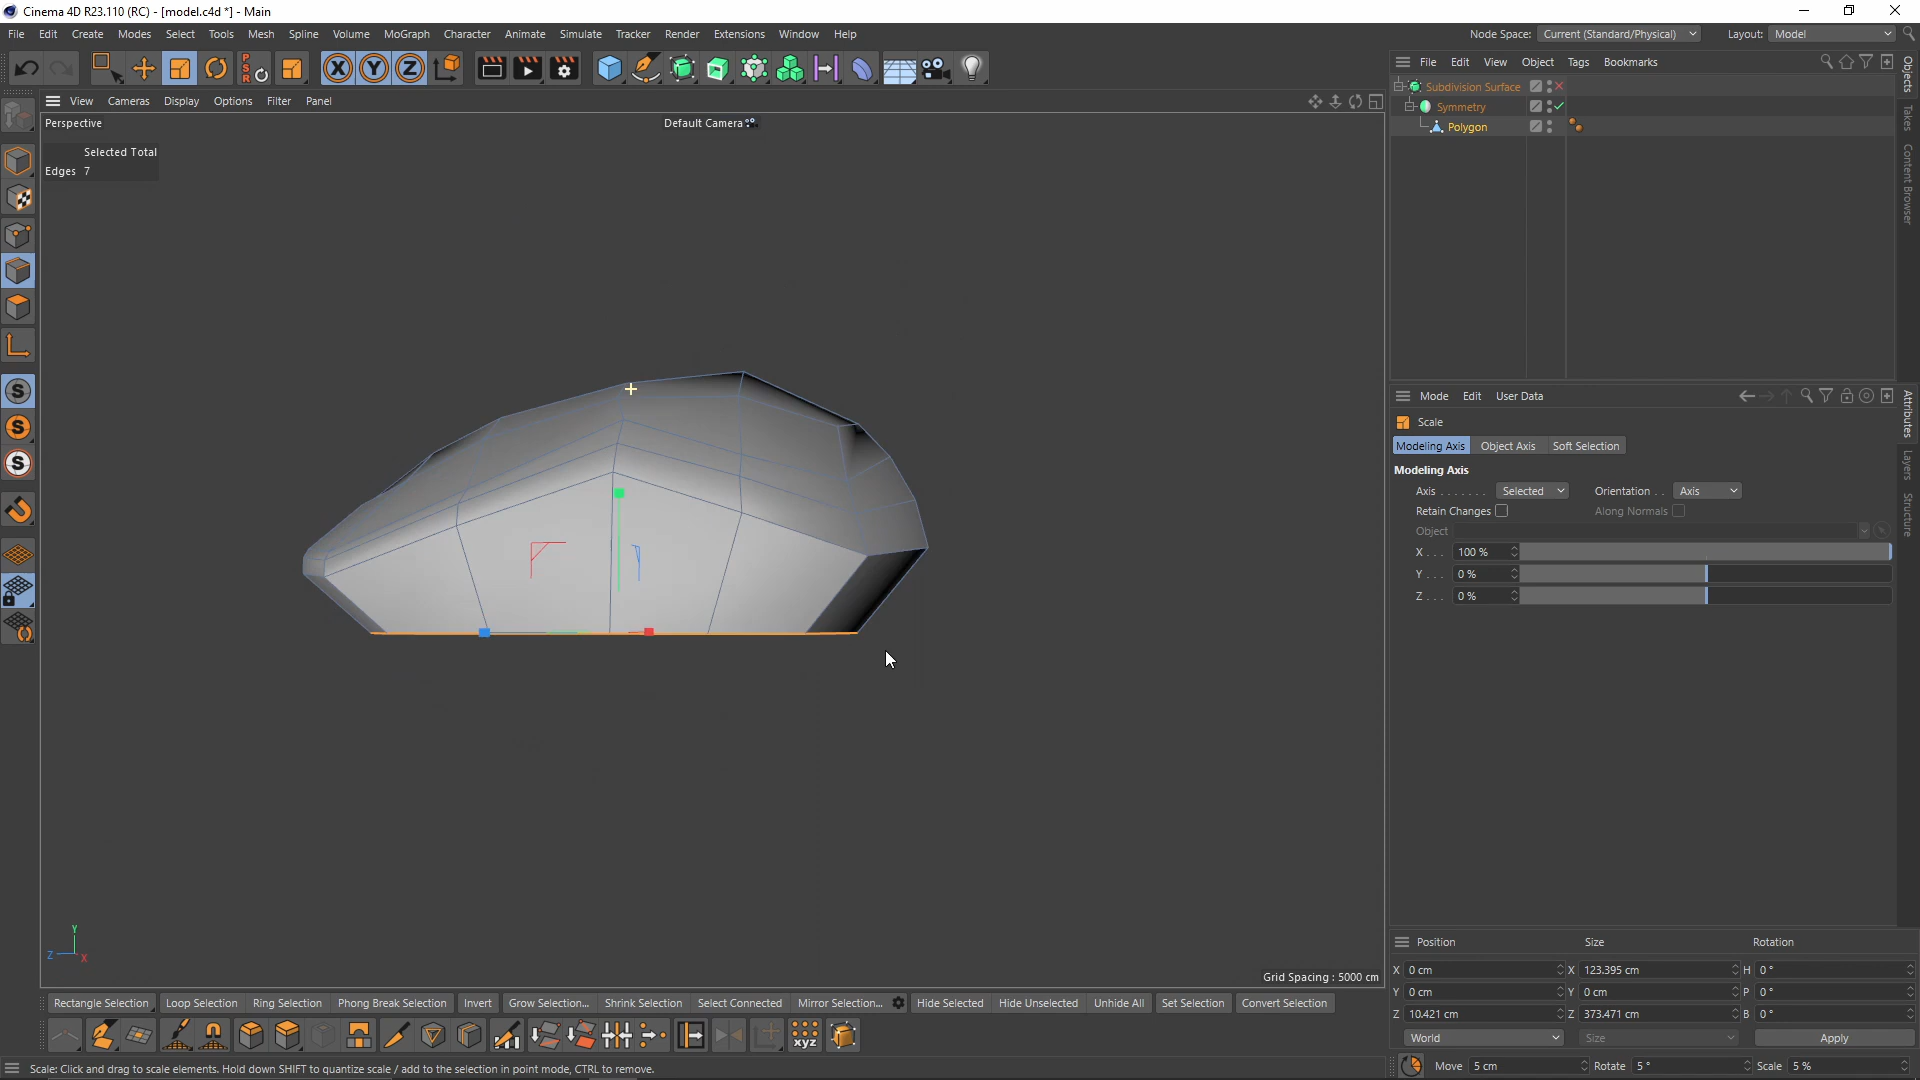 Cinema 4D R23.110 (RC) - [model.c4d *] - Main
File Edit Create Modes Select Tools Mesh Spline Volume MoGraph Character Animate Simulate Tracker Render Extensions Window Help
Node Space: Current (Standard/Physical) Layout: Model
P S R
X Y Z
File Edit View Object Tags Bookmarks
Objects
Takes
Content Browser
View Cameras Display Options Filter Panel
Subdivision Surface
Symmetry
Polygon
Perspective
Default Camera
Selected Total
Edges 7
S
S
S
Mode Edit User Data
Attributes
Layers
Structure
Scale
Modeling Axis Object Axis Soft Selection
Modeling Axis
Axis . . . . . . . Selected Orientation . . Axis
Retain Changes Along Normals
Object
X . . . 100 %
Y . . . 0 %
Z . . . 0 %
Y
Z X
Grid Spacing : 5000 cm
Position Size Rotation
X 0 cm X 123.395 cm H 0 °
Y 0 cm Y 0 cm P 0 °
Z 10.421 cm Z 373.471 cm B 0 °
World Size Apply
Rectangle Selection Loop Selection Ring Selection Phong Break Selection Invert Grow Selection... Shrink Selection Select Connected Mirror Selection... Hide Selected Hide Unselected Unhide All Set Selection Convert Selection
xyz
Scale: Click and drag to scale elements. Hold down SHIFT to quantize scale / add to the selection in point mode, CTRL to remove.
Move 5 cm Rotate 5 ° Scale 5 %